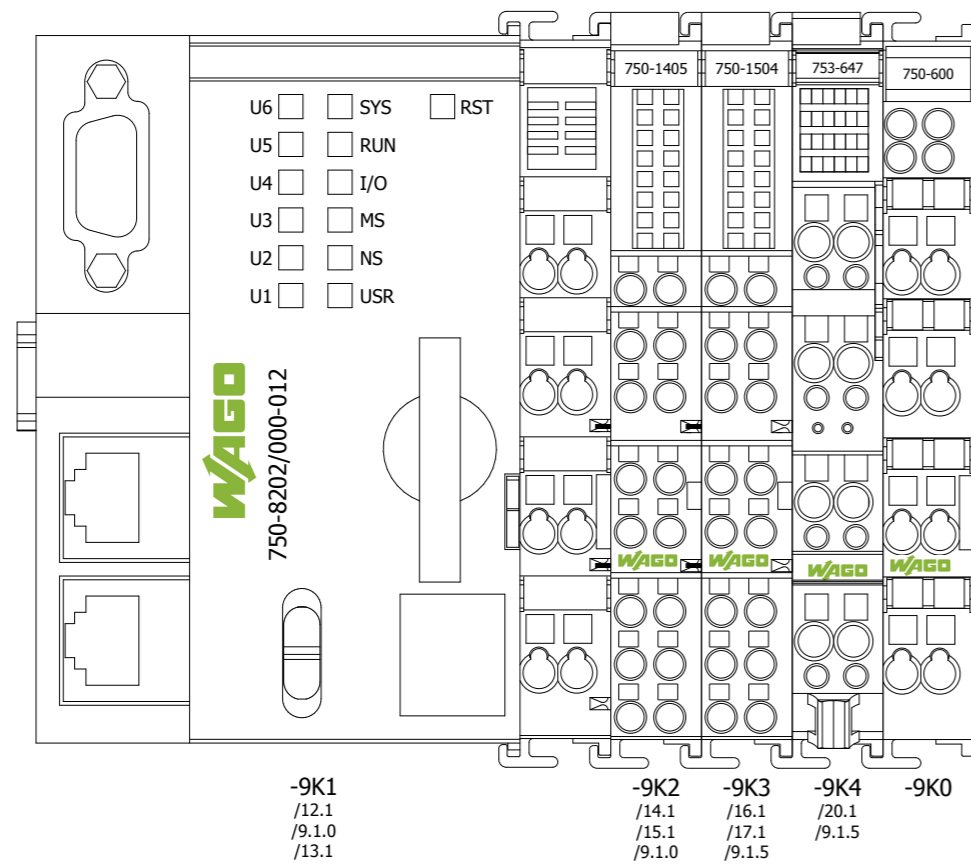 750-1405 750-1504 753-647 750-600
U6 SYS RST
U5 RUN
U4 I/O
U3 MS
U2 NS
U1 USR
WAGO
750-8202/000-012
WAGO WAGO WAGO WAGO
-9K1 -9K2 -9K3 -9K4 -9K0
/12.1 /14.1 /16.1 /20.1
/9.1.0 /15.1 /17.1 /9.1.5
/13.1 /9.1.0 /9.1.5